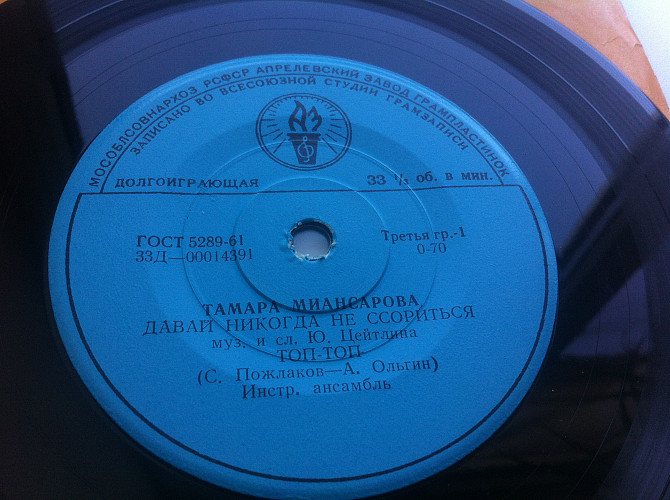 МОСОБЛСОВНАРХОЗ РСФСР АПРЕЛЕВСКИЙ ЗАВОД ГРАМПЛАСТИНОК
ЗАПИСАНО ВО ВСЕСОЮЗНОЙ СТУДИИ ГРАМЗАПИСИ
АЗ
ДОЛГОИГРАЮЩАЯ 33 ⅓ об. в мин.
ГОСТ 5289-61 Третья гр.-1
33Д—00014391 0-70
ТАМАРА МИАНСАРОВА
ДАВАЙ НИКОГДА НЕ ССОРИТЬСЯ
муз. и сл. Ю. Цейтлина
ТОП-ТОП
(С. Пожлаков—А. Ольгин)
Инстр. ансамбль